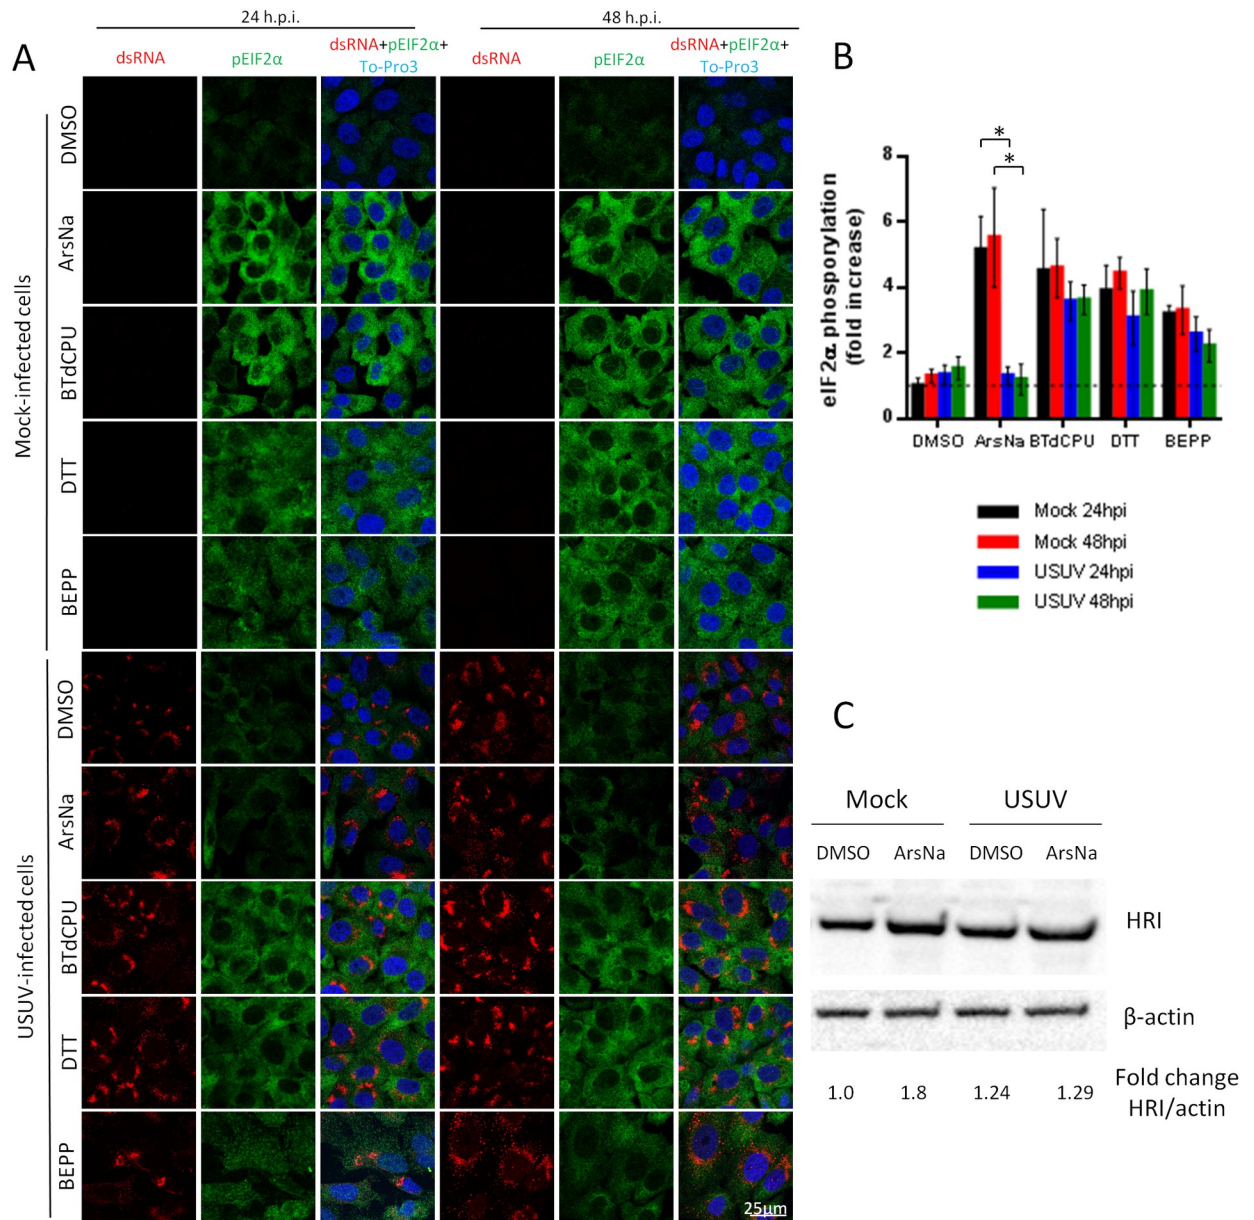 24 h.p.i.
48 h.p.i.
A
dsRNA
pEIF2α
dsRNA+pEIF2α+
To-Pro3
dsRNA
pEIF2α
dsRNA+pEIF2α+
To-Pro3
Mock-infected cells
DMSO
ArsNa
BTdCPU
DTT
BEPP
USUV-infected cells
DMSO
ArsNa
BTdCPU
DTT
BEPP
25µm
B
eIF2α phosporylation
(fold increase)
8
6
4
2
0
*
*
DMSO ArsNa BTdCPU DTT BEPP
Mock 24hpi
Mock 48hpi
USUV 24hpi
USUV 48hpi
C
Mock USUV
DMSO ArsNa DMSO ArsNa
HRI
β-actin
1.0 1.8 1.24 1.29
Fold change
HRI/actin